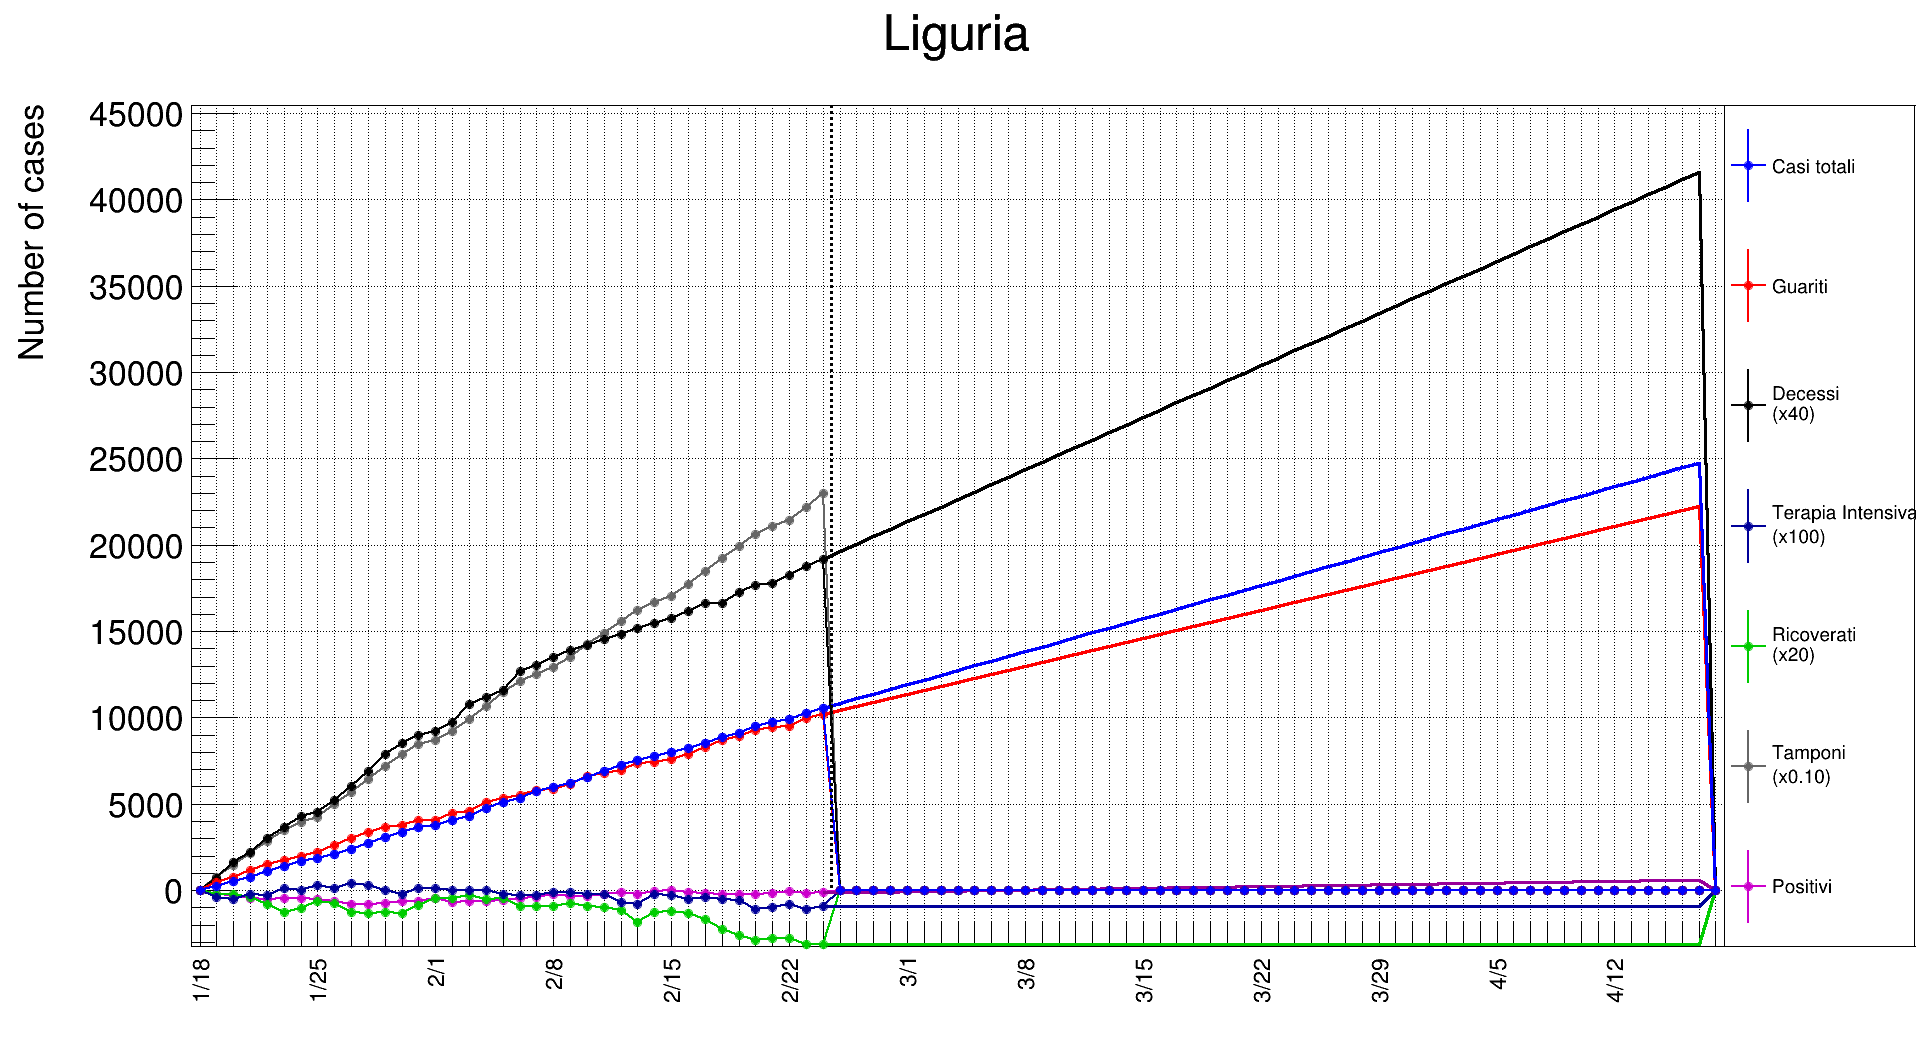 Liguria
Number of cases
45000
40000
35000
30000
25000
20000
15000
10000
5000
0
1/18
1/25
2/1
2/8
2/15
2/22
3/1
3/8
3/15
3/22
3/29
4/5
4/12
Casi totali
Guariti
Decessi
(x40)
Terapia Intensiva
(x100)
Ricoverati
(x20)
Tamponi
(x0.10)
Positivi